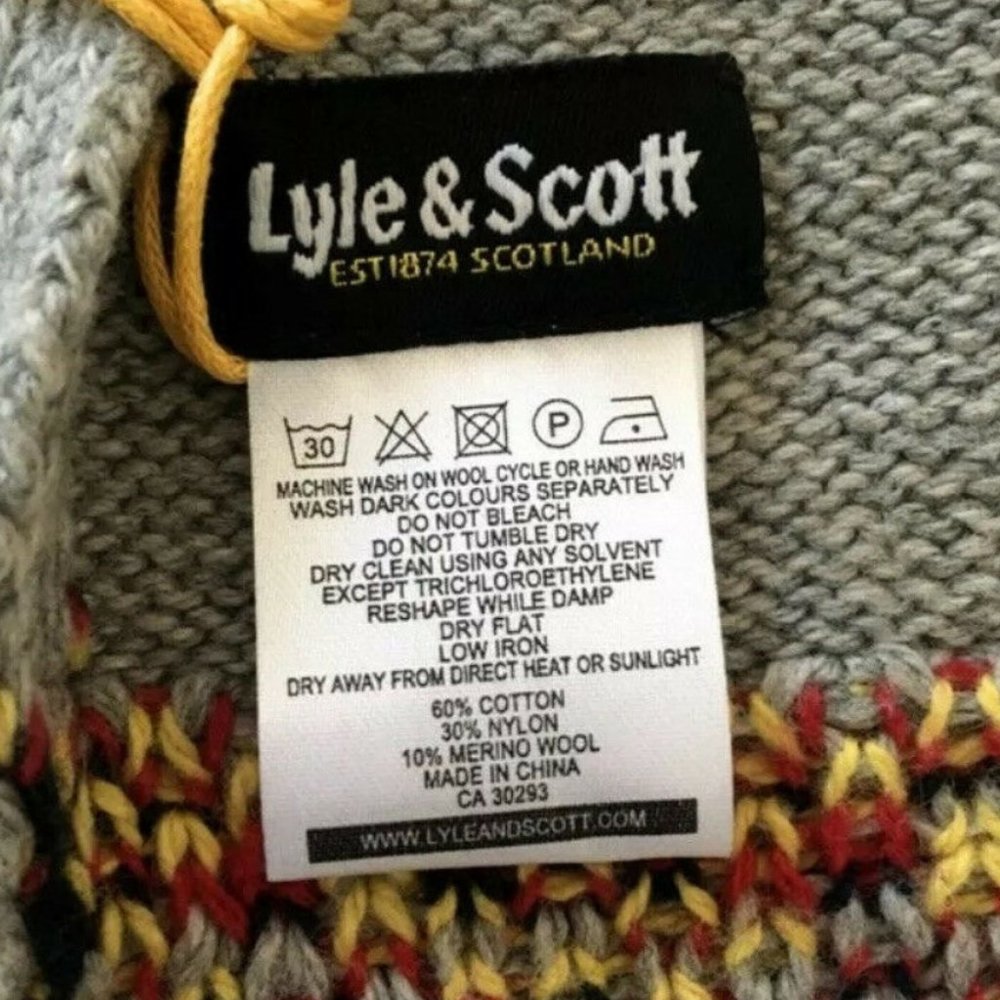 Lyle & Scott
EST 1874 SCOTLAND
30 P
MACHINE WASH ON WOOL CYCLE OR HAND WASH
WASH DARK COLOURS SEPARATELY
DO NOT BLEACH
DO NOT TUMBLE DRY
DRY CLEAN USING ANY SOLVENT
EXCEPT TRICHLOROETHYLENE
RESHAPE WHILE DAMP
DRY FLAT
LOW IRON
DRY AWAY FROM DIRECT HEAT OR SUNLIGHT
60% COTTON
30% NYLON
10% MERINO WOOL
MADE IN CHINA
CA 30293
WWW.LYLEANDSCOTT.COM